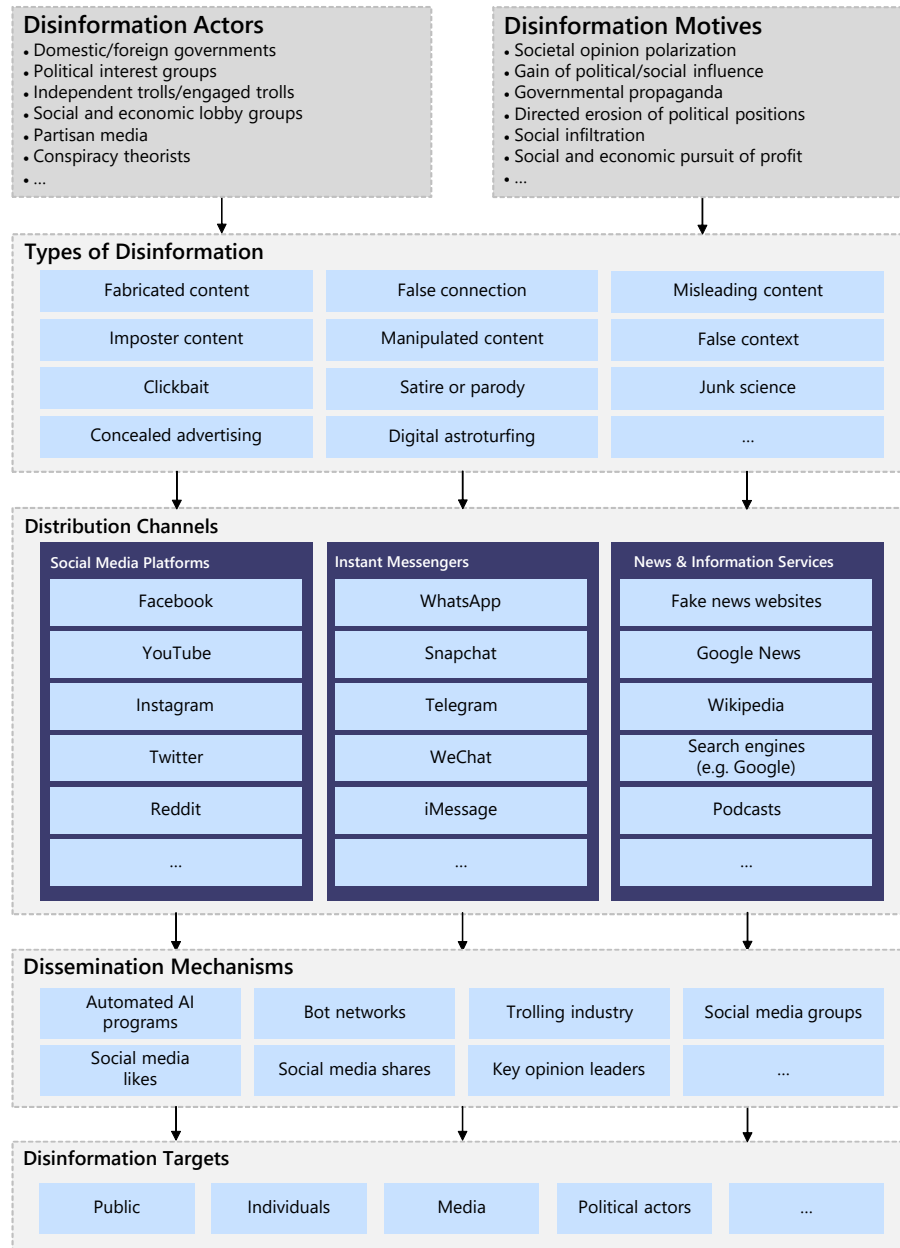 Disinformation Actors
• Domestic/foreign governments
• Political interest groups
• Independent trolls/engaged trolls
• Social and economic lobby groups
• Partisan media
• Conspiracy theorists
• ...
Disinformation Motives
• Societal opinion polarization
• Gain of political/social influence
• Governmental propaganda
• Directed erosion of political positions
• Social infiltration
• Social and economic pursuit of profit
• ...
Types of Disinformation
Fabricated content
False connection
Misleading content
Imposter content
Manipulated content
False context
Clickbait
Satire or parody
Junk science
Concealed advertising
Digital astroturfing
...
Distribution Channels
Social Media Platforms
Facebook
YouTube
Instagram
Twitter
Reddit
...
Instant Messengers
WhatsApp
Snapchat
Telegram
WeChat
iMessage
...
News & Information Services
Fake news websites
Google News
Wikipedia
Search engines
(e.g. Google)
Podcasts
...
Dissemination Mechanisms
Automated AI
programs
Bot networks
Trolling industry
Social media groups
Social media
likes
Social media shares
Key opinion leaders
...
Disinformation Targets
Public
Individuals
Media
Political actors
...